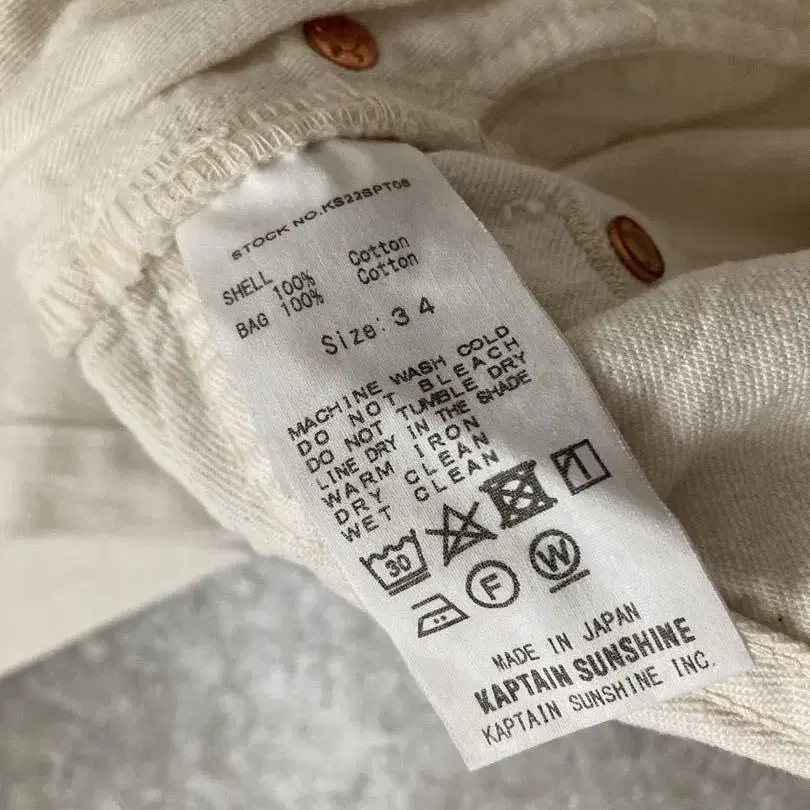 STOCK NO.KS22SPT08
SHELL 100% Cotton
BAG 100% Cotton
Size:34
MACHINE WASH COLD
DO NOT BLEACH
DO NOT TUMBLE DRY
LINE DRY IN THE SHADE
WARM IRON
DRY CLEAN
WET CLEAN
30
F
W
MADE IN JAPAN
KAPTAIN SUNSHINE
KAPTAIN SUNSHINE INC.